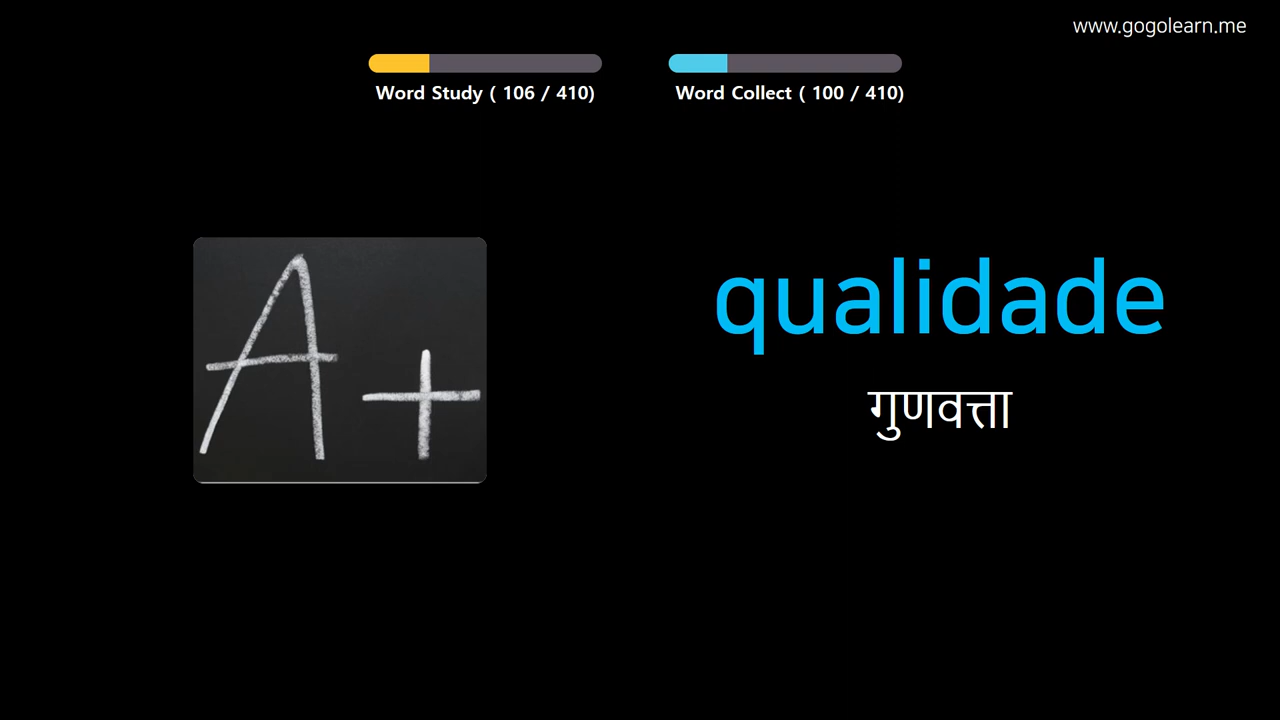 www.gogolearn.me
Word Study ( 106 / 410)
Word Collect ( 100 / 410)
A+
qualidade
गुणवत्ता